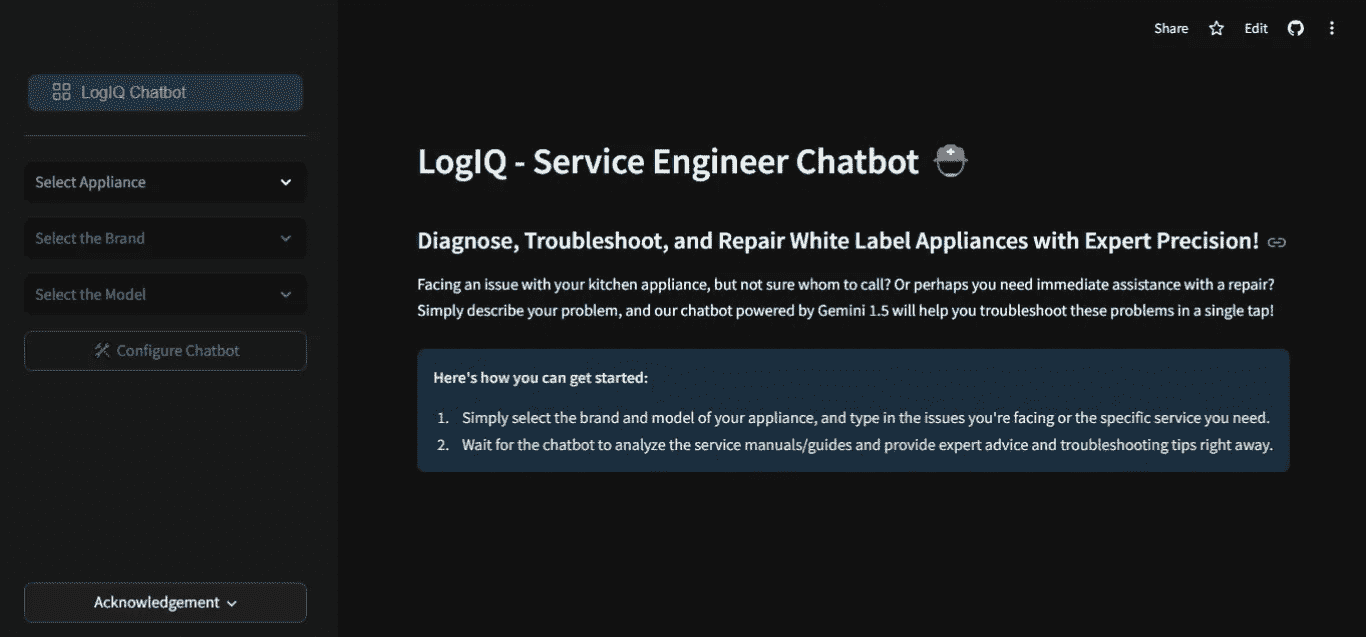 Share Edit
LogIQ Chatbot
Select Appliance
Select the Brand
Select the Model
Configure Chatbot
Acknowledgement
LogIQ - Service Engineer Chatbot
Diagnose, Troubleshoot, and Repair White Label Appliances with Expert Precision!
Facing an issue with your kitchen appliance, but not sure whom to call? Or perhaps you need immediate assistance with a repair?
Simply describe your problem, and our chatbot powered by Gemini 1.5 will help you troubleshoot these problems in a single tap!
Here's how you can get started:
1. Simply select the brand and model of your appliance, and type in the issues you're facing or the specific service you need.
2. Wait for the chatbot to analyze the service manuals/guides and provide expert advice and troubleshooting tips right away.